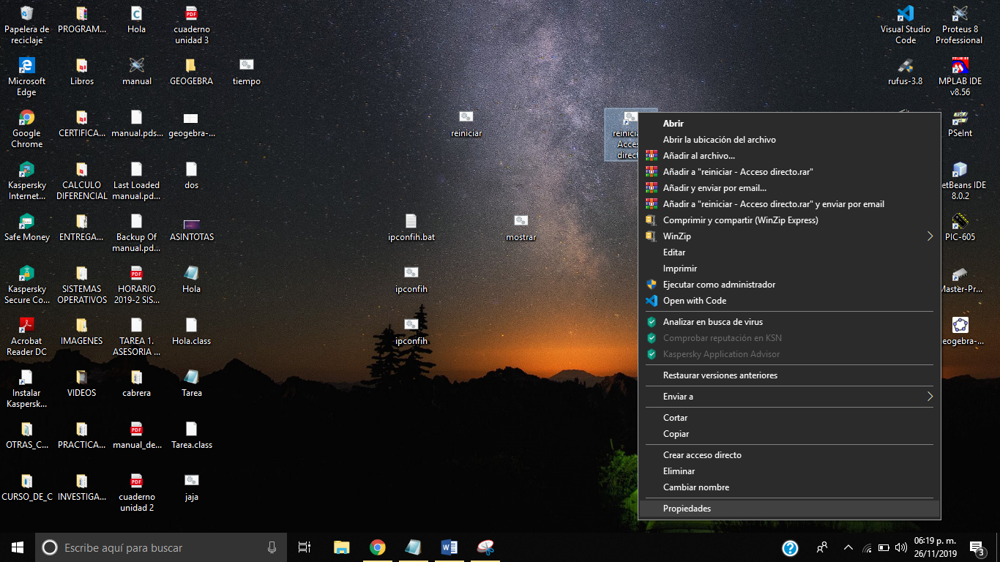 Papelera de
reciclaje
PROGRAM...
Hola
cuaderno
unidad 3
Microsoft
Edge
Libros
manual
GEOGEBRA
tiempo
Google
Chrome
CERTIFICA...
manual.pds...
geogebra-...
Kaspersky
Internet...
CALCULO
DIFERENCIAL
Last Loaded
manual.pd...
dos
Safe Money
ENTREGA...
Backup Of
manual.pd...
ASINTOTAS
Kaspersky
Secure Co...
SISTEMAS
OPERATIVOS
HORARIO
2019-2 SIS...
Hola
Acrobat
Reader DC
IMAGENES
TAREA 1.
ASESORIA ...
Hola.class
Instalar
Kaspersk...
VIDEOS
cabrera
Tarea
OTRAS_C...
PRACTICA...
manual_de...
Tarea.class
CURSO_DE_C
INVESTIGA...
cuaderno
unidad 2
jaja
reiniciar
ipconfih.bat
mostrar
ipconfih
ipconfih
reinicia
Acces
direct
Visual Studio
Code
Proteus 8
Professional
rufus-3.8
MPLAB IDE
v8.56
PSeInt
etBeans IDE
8.0.2
PIC-605
Master-Pr...
eogebra-...
Abrir
Abrir la ubicación del archivo
Añadir al archivo...
Añadir a "reiniciar - Acceso directo.rar"
Añadir y enviar por email...
Añadir a "reiniciar - Acceso directo.rar" y enviar por email
Comprimir y compartir (WinZip Express)
WinZip
Editar
Imprimir
Ejecutar como administrador
Open with Code
Analizar en busca de virus
Comprobar reputación en KSN
Kaspersky Application Advisor
Restaurar versiones anteriores
Enviar a
Cortar
Copiar
Crear acceso directo
Eliminar
Cambiar nombre
Propiedades
Escribe aquí para buscar
06:19 p. m.
26/11/2019
3